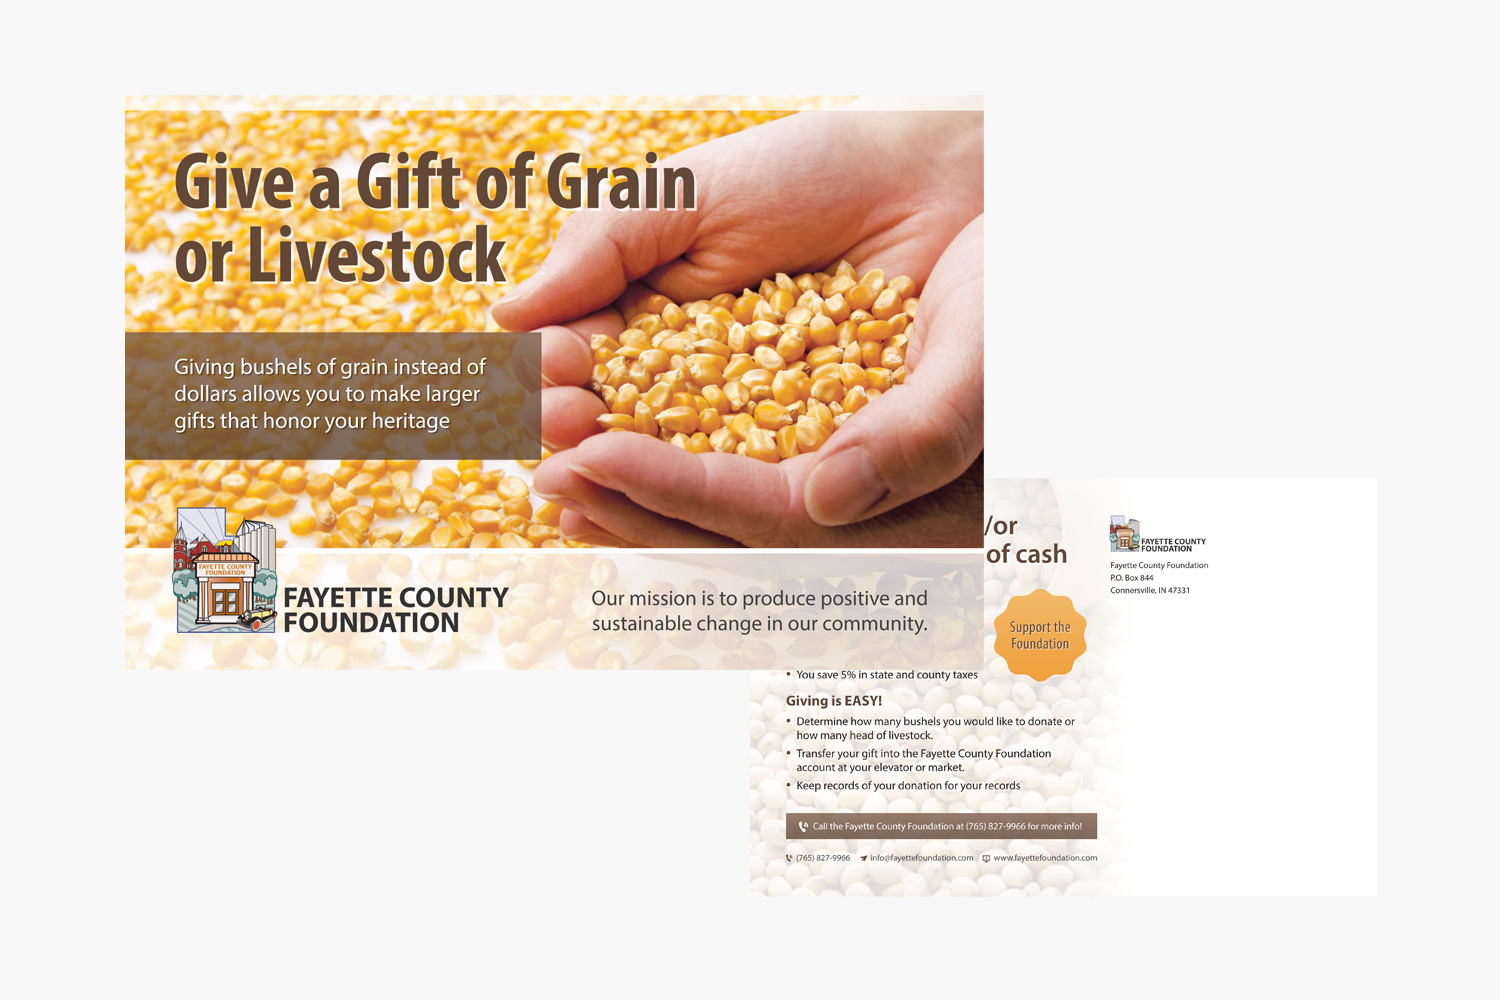 Give a Gift of Grain
or Livestock
Giving bushels of grain instead of
dollars allows you to make larger
gifts that honor your heritage
FAYETTE COUNTY
FOUNDATION
FAYETTE COUNTY
FOUNDATION
Our mission is to produce positive and
sustainable change in our community.
/or
of cash
Support the
Foundation
• You save 5% in state and county taxes
Giving is EASY!
• Determine how many bushels you would like to donate or
how many head of livestock.
• Transfer your gift into the Fayette County Foundation
account at your elevator or market.
• Keep records of your donation for your records
Call the Fayette County Foundation at (765) 827-9966 for more info!
(765) 827-9966 info@fayettefoundation.com www.fayettefoundation.com
FAYETTE COUNTY
FOUNDATION
Fayette County Foundation
P.O. Box 844
Connersville, IN 47331